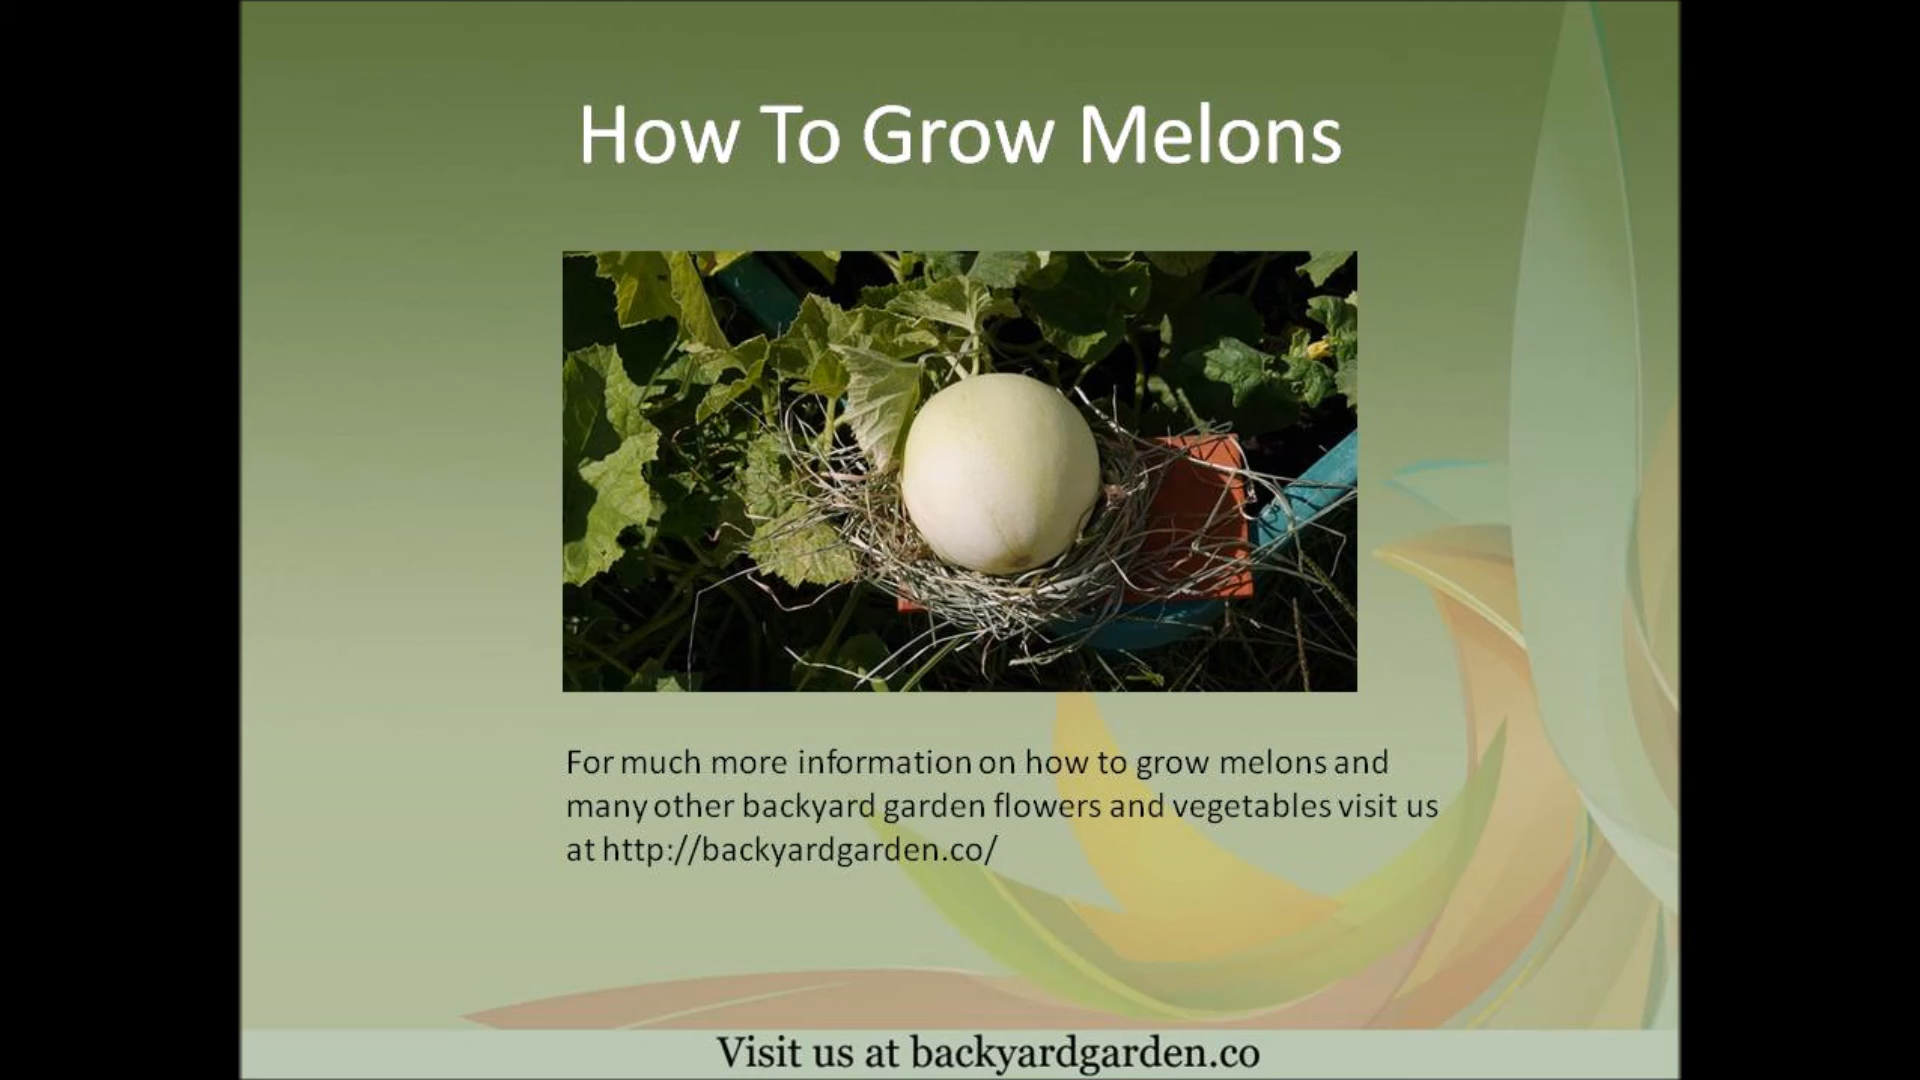 How To Grow Melons
For much more information on how to grow melons and
many other backyard garden flowers and vegetables visit us
at http://backyardgarden.co/
Visit us at backyardgarden.co